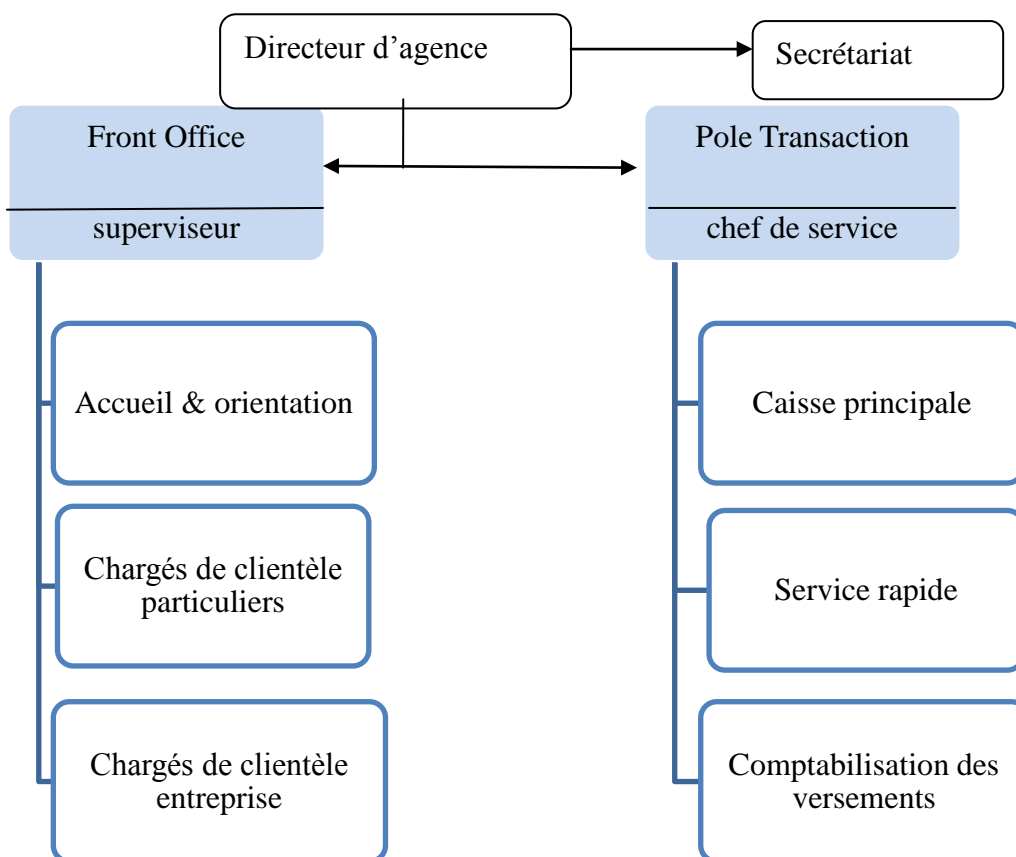 Directeur d’agence
Secrétariat
Front Office
superviseur
Pole Transaction
chef de service
Accueil & orientation
Chargés de clientèle
particuliers
Chargés de clientèle
entreprise
Caisse principale
Service rapide
Comptabilisation des
versements